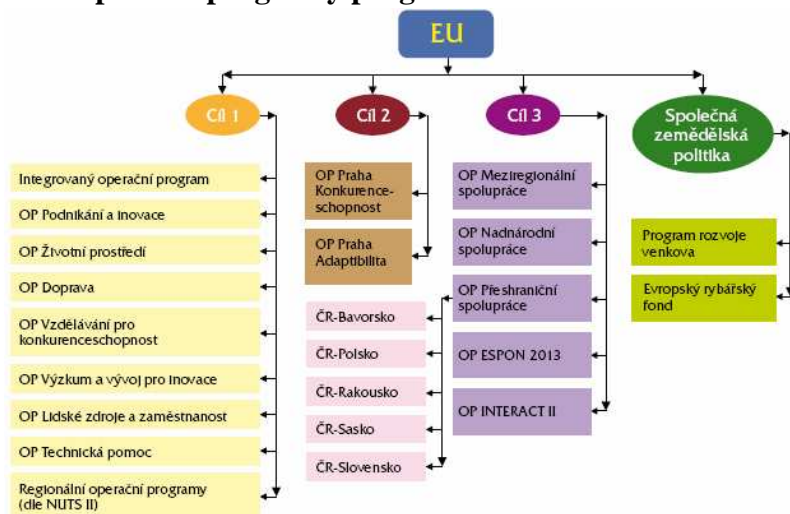 EU
Cíl 1
Cíl 2
Cíl 3
Společná
zemědělská
politika
Integrovaný operační program
OP Podnikání a inovace
OP Životní prostředí
OP Doprava
OP Vzdělávání pro
konkurenceschopnost
OP Výzkum a vývoj pro inovace
OP Lidské zdroje a zaměstnanost
OP Technická pomoc
Regionální operační programy
(dle NUTS II)
OP Praha
Konkurence-
schopnost
OP Praha
Adaptibilita
ČR-Bavorsko
ČR-Polsko
ČR-Rakousko
ČR-Sasko
ČR-Slovensko
OP Meziregionální
spolupráce
OP Nadnárodní
spolupráce
OP Přeshraniční
spolupráce
OP ESPON 2013
OP INTERACT II
Program rozvoje
venkova
Evropský rybářský
fond